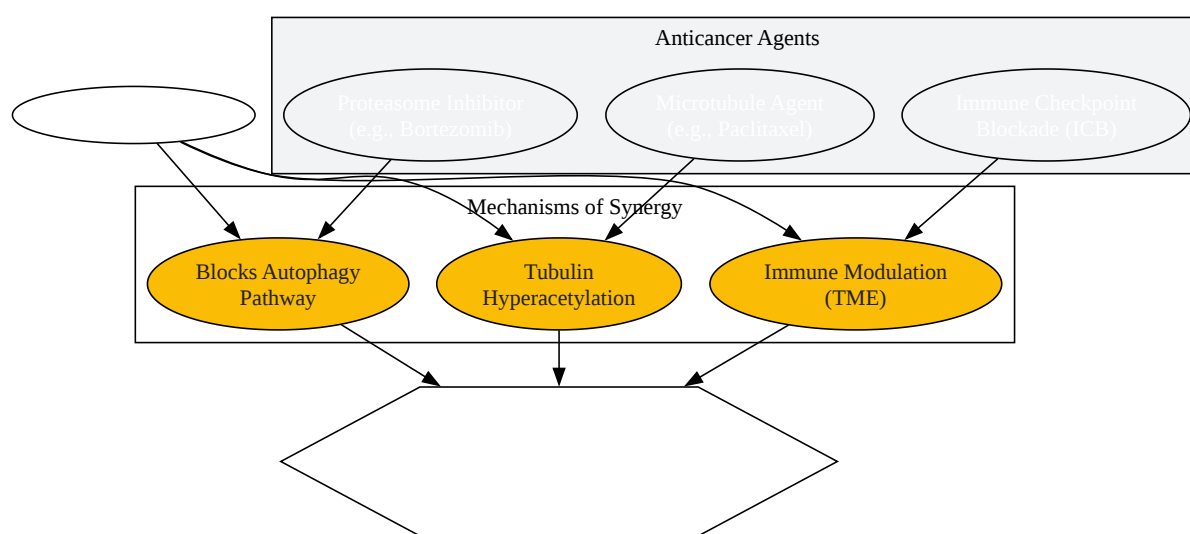 Anticancer Agents
Proteasome Inhibitor
(e.g., Bortezomib)
Microtubule Agent
(e.g., Paclitaxel)
Immune Checkpoint
Blockade (ICB)
Mechanisms of Synergy
Blocks Autophagy
Pathway
Tubulin
Hyperacetylation
Immune Modulation
(TME)